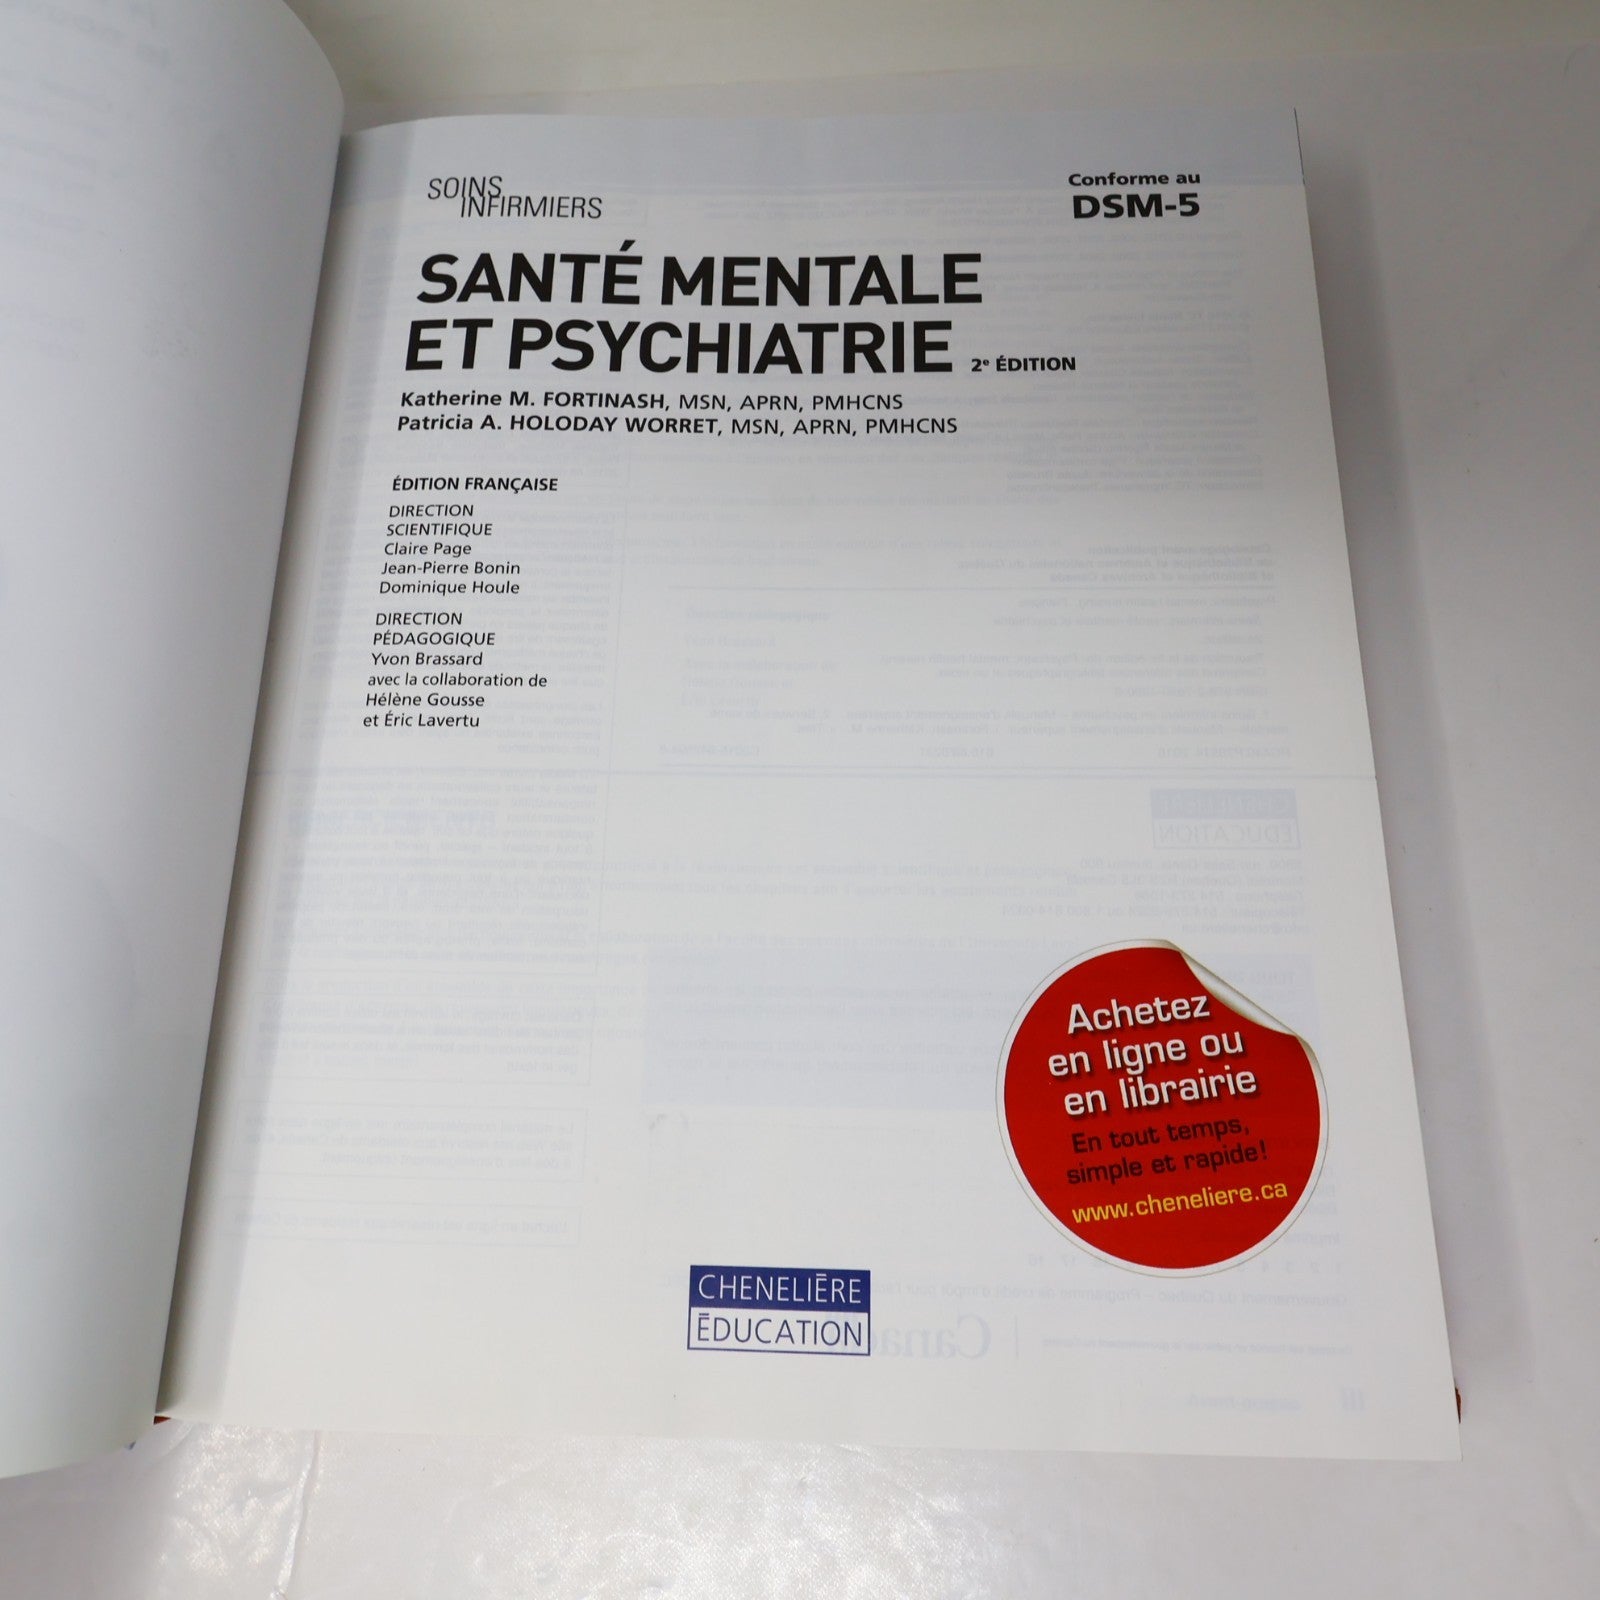 SOINS
INFIRMIERS
Conforme au
DSM-5
SANTÉ MENTALE
ET PSYCHIATRIE 2e ÉDITION
Katherine M. FORTINASH, MSN, APRN, PMHCNS
Patricia A. HOLODAY WORRET, MSN, APRN, PMHCNS
ÉDITION FRANÇAISE
DIRECTION
SCIENTIFIQUE
Claire Page
Jean-Pierre Bonin
Dominique Houle
DIRECTION
PÉDAGOGIQUE
Yvon Brassard
avec la collaboration de
Hélène Gousse
et Éric Lavertu
Achetez
en ligne ou
en librairie
En tout temps,
simple et rapide!
www.cheneliere.ca
CHENELIÈRE
ÉDUCATION